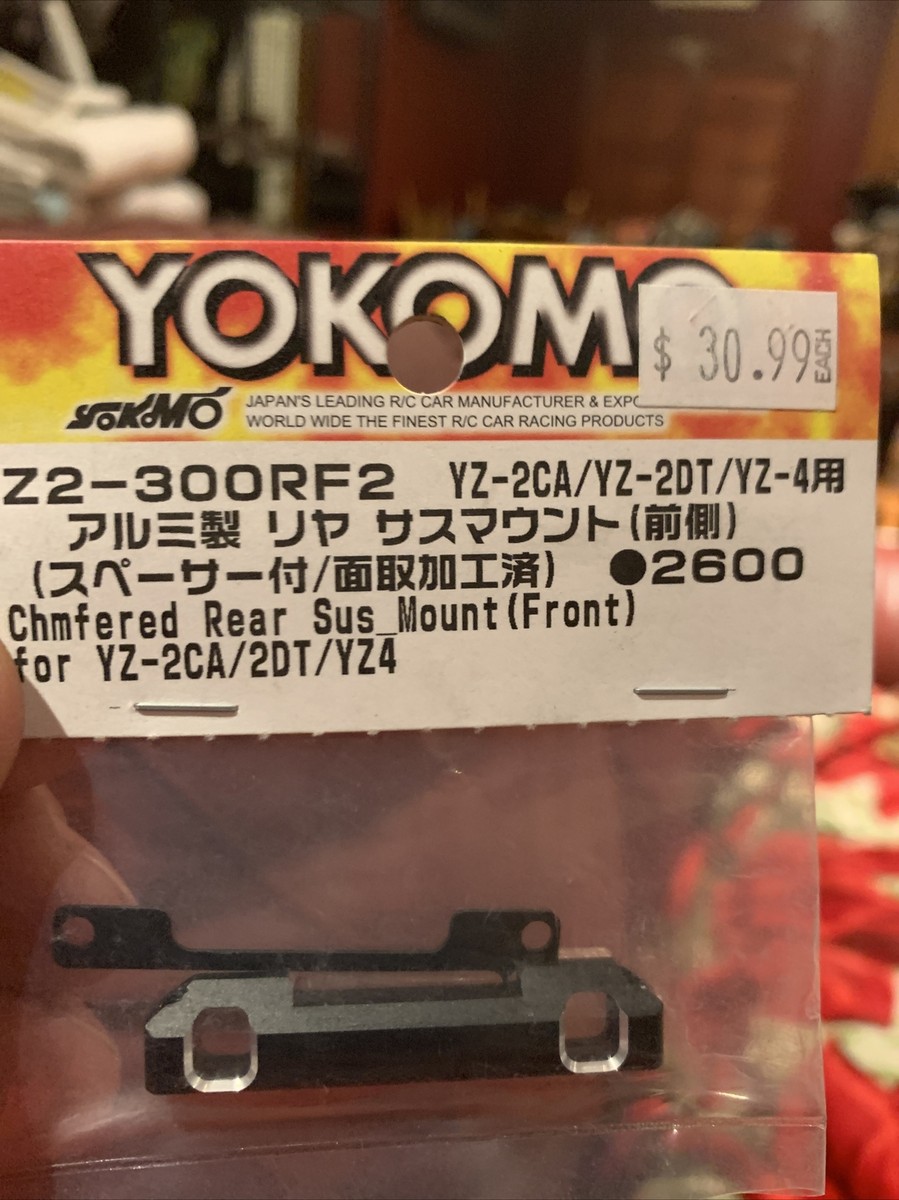 YOKOMO
$ 30.99 EACH
YOKOMO JAPAN'S LEADING R/C CAR MANUFACTURER &
WORLD WIDE THE FINEST R/C CAR RACING PRODUCTS
Z2-300RF2 YZ-2CA/YZ-2DT/YZ-4用
アルミ製 リヤ サスマウント(前側)
(スペーサー付/面取加工済) ●2600
Chmfered Rear Sus_Mount(Front)
for YZ-2CA/2DT/YZ4